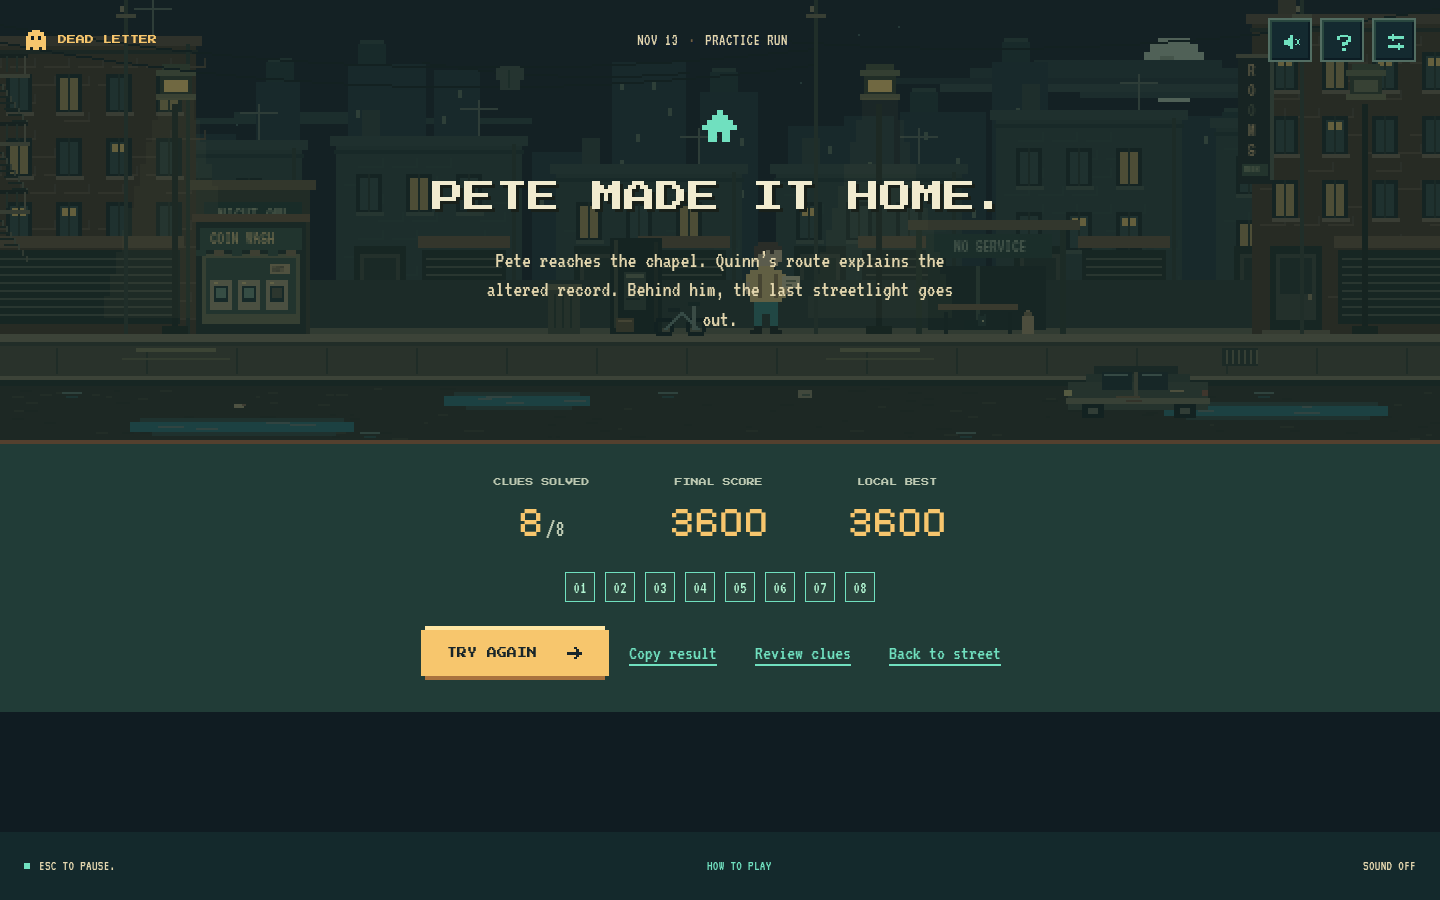 DEAD LETTER
NOV 13 · PRACTICE RUN
ROOMS
PETE MADE IT HOME.
NIGHT OWL
COIN WASH
NO SERVICE
Pete reaches the chapel. Quinn's route explains the
altered record. Behind him, the last streetlight goes
out.
CLUES SOLVED
8/8
FINAL SCORE
3600
LOCAL BEST
3600
01 02 03 04 05 06 07 08
TRY AGAIN
Copy result
Review clues
Back to street
ESC TO PAUSE.
HOW TO PLAY
SOUND OFF